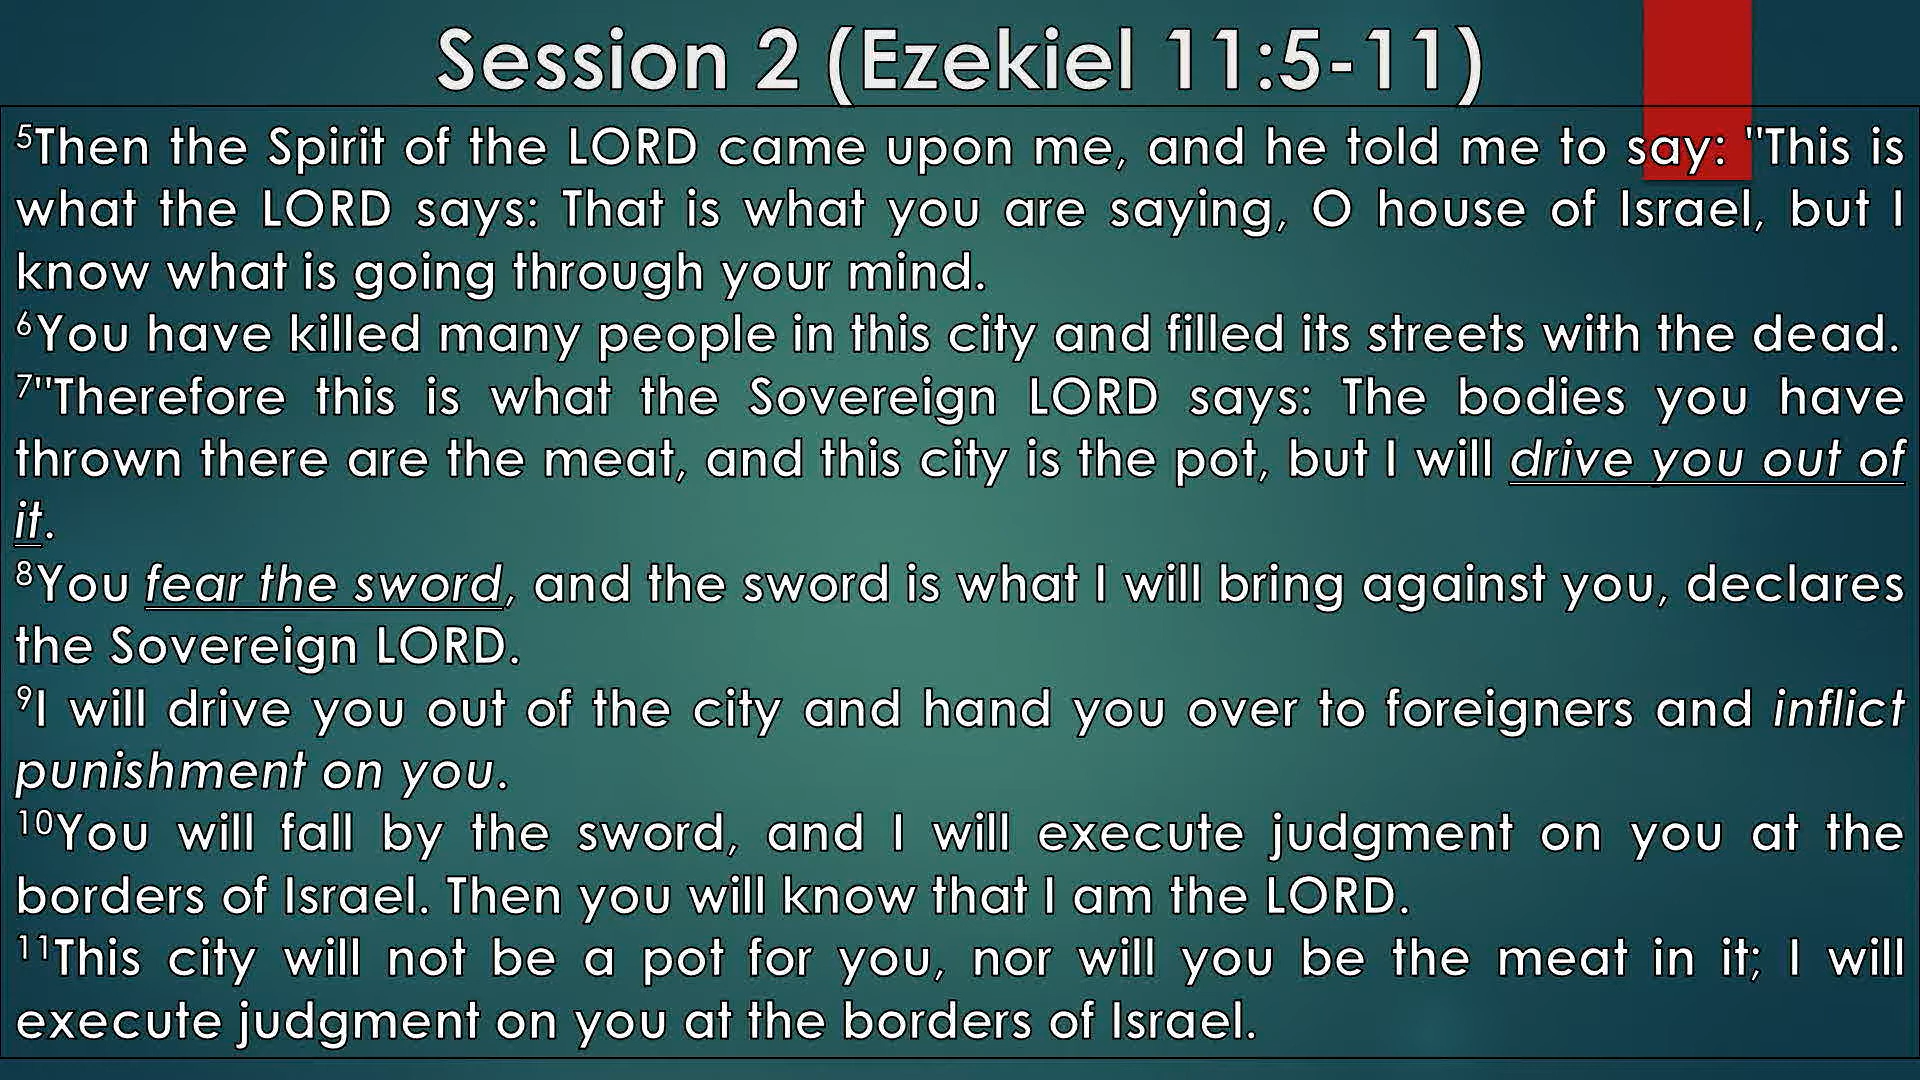 Session 2 (Ezekiel 11:5-11)
⁵Then the Spirit of the LORD came upon me, and he told me to say: "This is
what the LORD says: That is what you are saying, O house of Israel, but I
know what is going through your mind.
⁶You have killed many people in this city and filled its streets with the dead.
⁷"Therefore this is what the Sovereign LORD says: The bodies you have
thrown there are the meat, and this city is the pot, but I will drive you out of
it.
⁸You fear the sword, and the sword is what I will bring against you, declares
the Sovereign LORD.
⁹I will drive you out of the city and hand you over to foreigners and inflict
punishment on you.
¹⁰You will fall by the sword, and I will execute judgment on you at the
borders of Israel. Then you will know that I am the LORD.
¹¹This city will not be a pot for you, nor will you be the meat in it; I will
execute judgment on you at the borders of Israel.